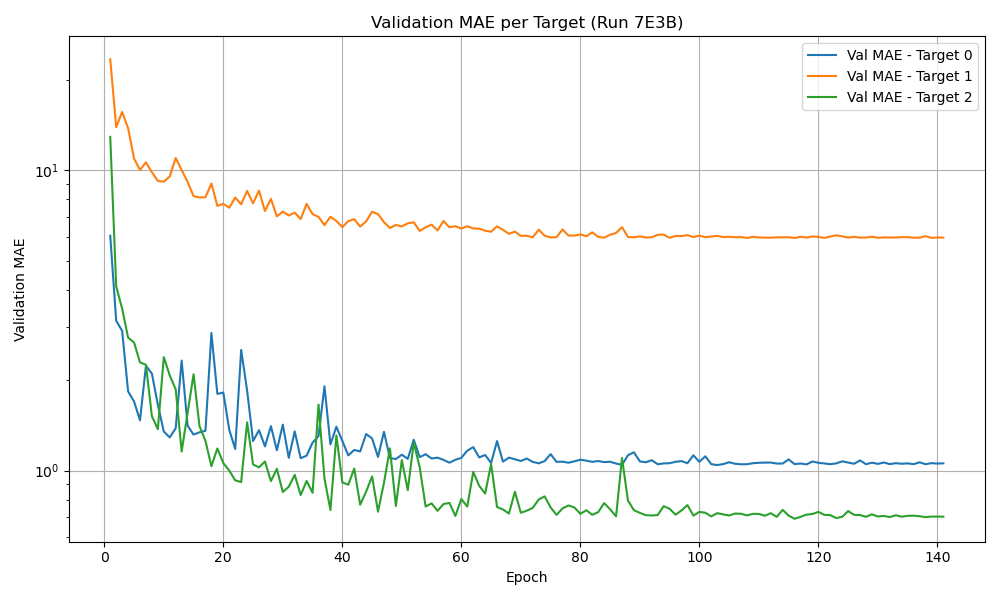 Validation MAE per Target (Run 7E3B)
Val MAE - Target 0
Val MAE - Target 1
Val MAE - Target 2
Validation MAE
10¹
10⁰
0 20 40 60 80 100 120 140
Epoch